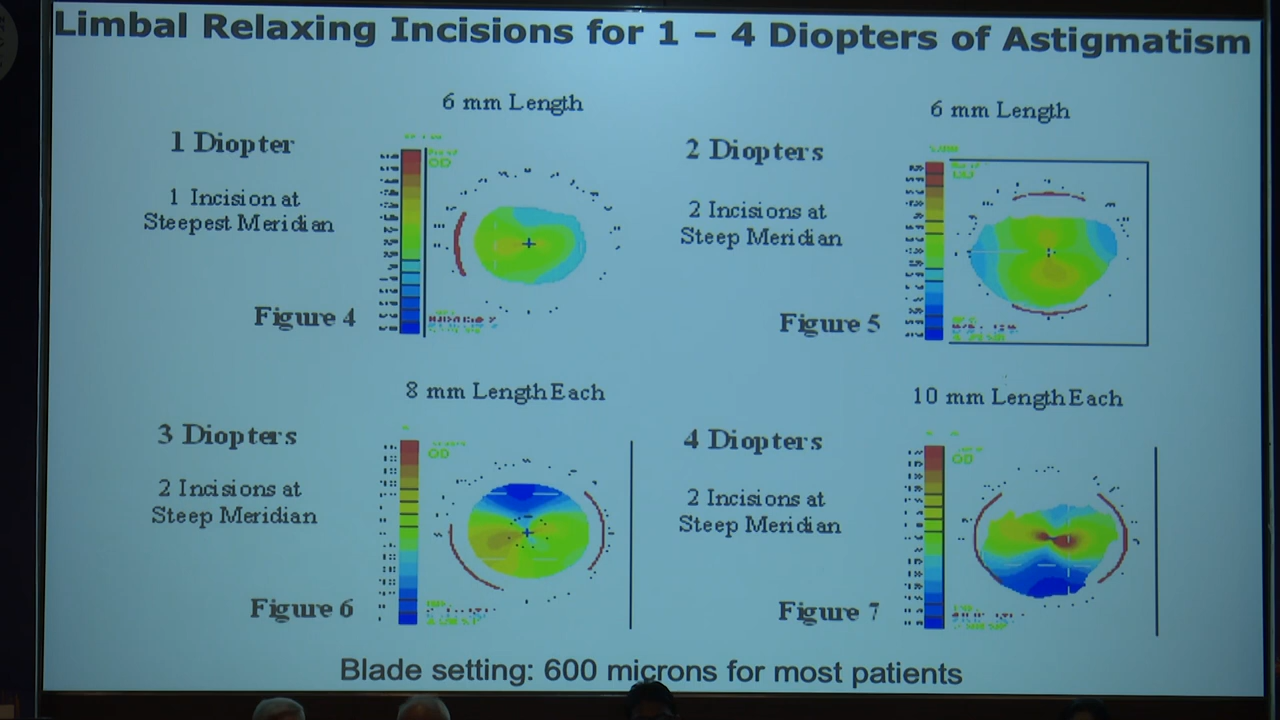 Limbal Relaxing Incisions for 1 – 4 Diopters of Astigmatism
6 mm Length
1 Diopter
1 Incision at
Steepest Meridian
OD
Figure 4
6 mm Length
2 Diopters
2 Incisions at
Steep Meridian
Figure 5
8 mm Length Each
3 Diopters
2 Incisions at
Steep Meridian
OD
Figure 6
10 mm Length Each
4 Diopters
2 Incisions at
Steep Meridian
OD
Figure 7
Blade setting: 600 microns for most patients